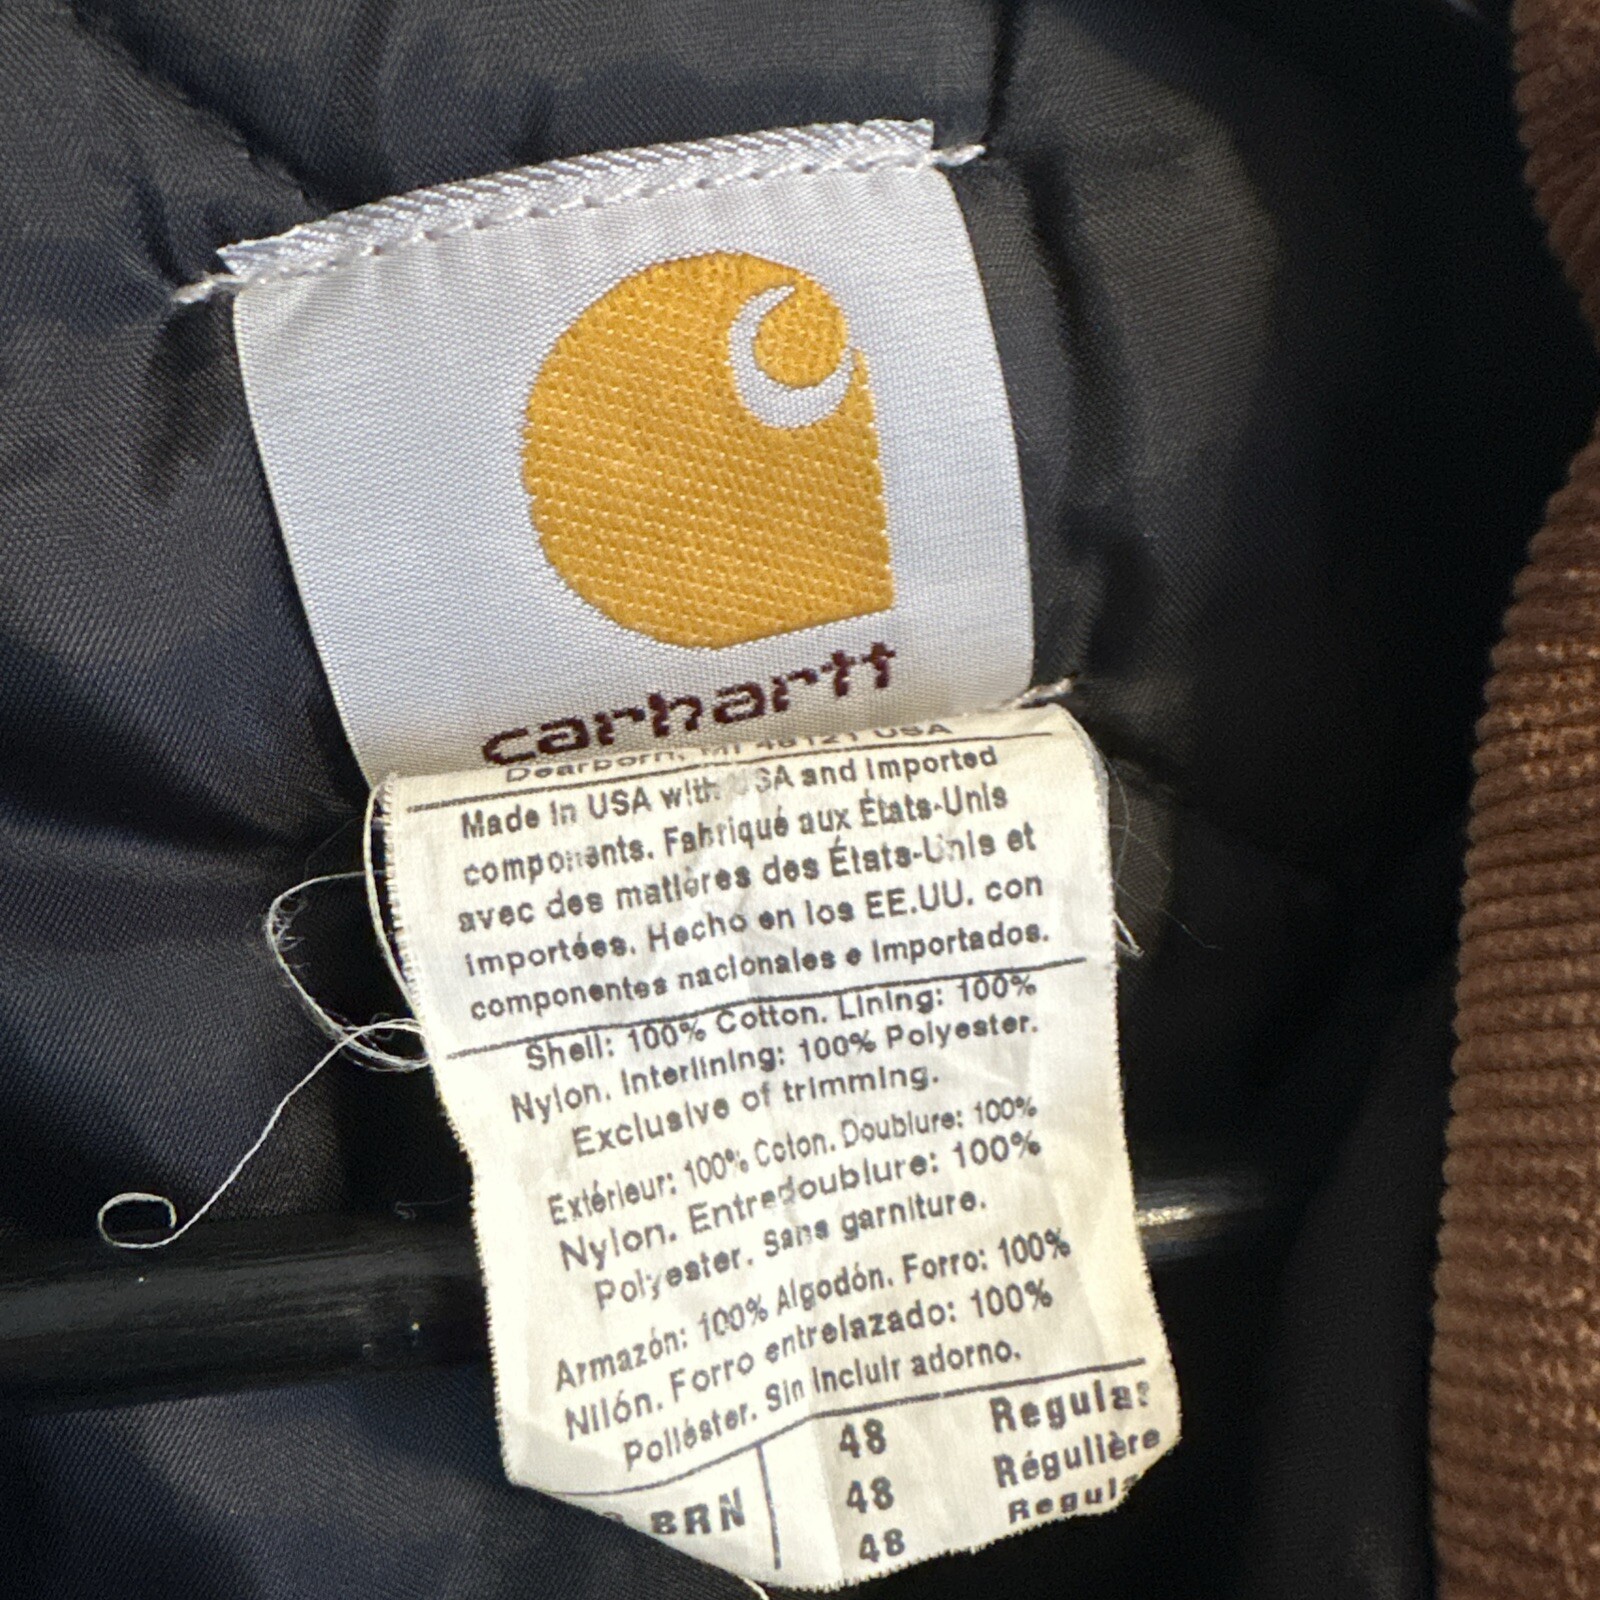 carhartt
Dearborn, MI 48121 USA
Made in USA with USA and Imported
components. Fabriqué aux États-Unis
avec des matières des États-Unis et
importées. Hecho en los EE.UU. con
componentes nacionales e importados.
Shell: 100% Cotton. Lining: 100%
Nylon. Interlining: 100% Polyester.
Exclusive of trimming.
Extérieur: 100% Coton. Doublure: 100%
Nylon. Entredoublure: 100%
Polyester. Sans garniture.
Armazón: 100% Algodón. Forro: 100%
Nilón. Forro entrelazado: 100%
Poliéster. Sin incluir adorno.
48 Regular
BRN 48 Régulière
48 Regular